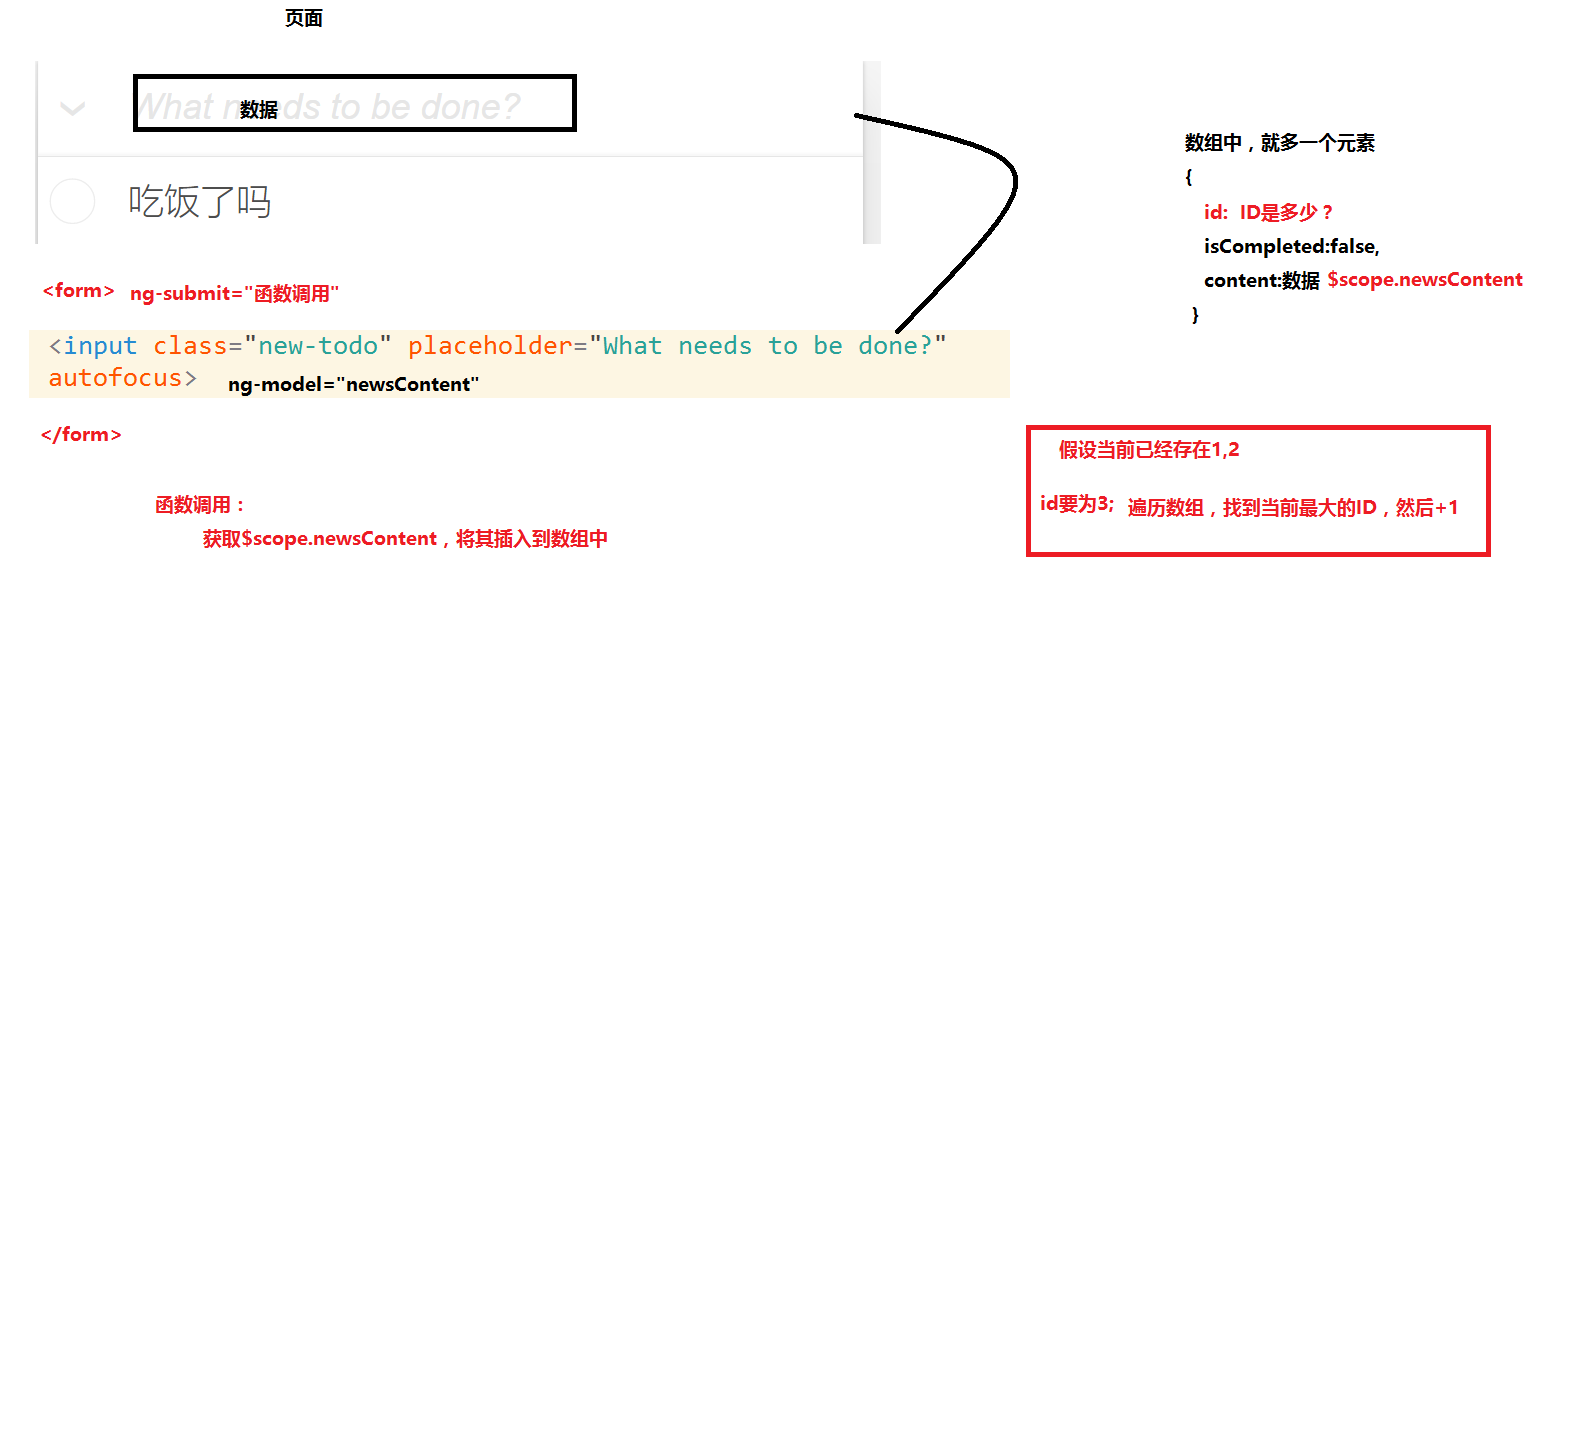 页面
What needs to be done?
数据
吃饭了吗
<form> ng-submit="函数调用"
<input class="new-todo" placeholder="What needs to be done?"
autofocus> ng-model="newsContent"
</form>
函数调用：
获取$scope.newsContent，将其插入到数组中
数组中，就多一个元素
{
id: ID是多少？
isCompleted:false,
content:数据 $scope.newsContent
}
假设当前已经存在1,2
id要为3; 遍历数组，找到当前最大的ID，然后+1